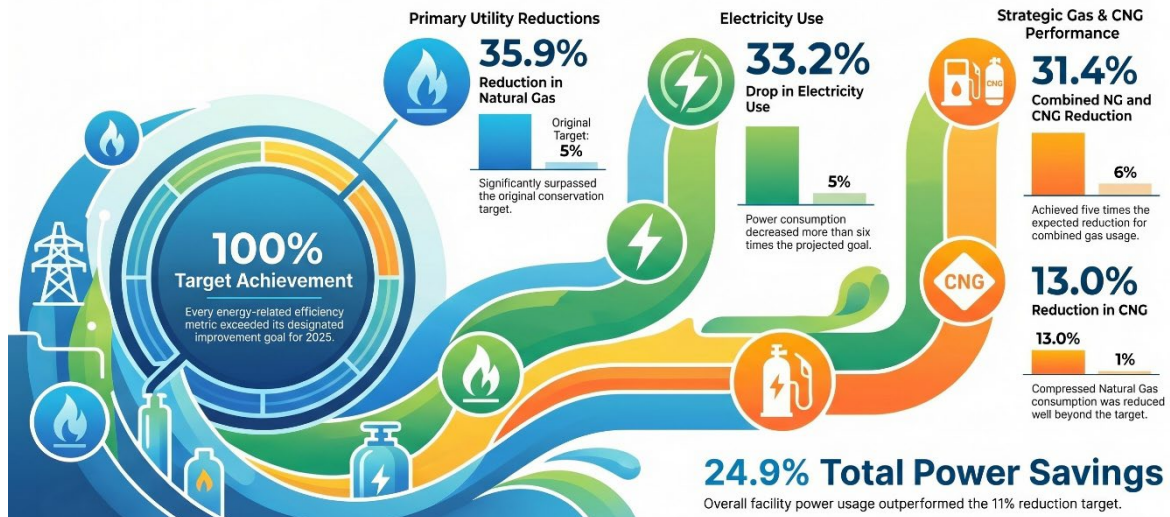 Primary Utility Reductions
35.9%
Reduction in
Natural Gas
Original
Target:
5%
Significantly surpassed
the original conservation
target.
Electricity Use
33.2%
Drop in Electricity
Use
5%
Power consumption
decreased more than six
times the projected goal.
Strategic Gas & CNG
Performance
CNG
31.4%
Combined NG and
CNG Reduction
6%
Achieved five times the
expected reduction for
combined gas usage.
CNG
13.0%
Reduction in CNG
13.0%
1%
Compressed Natural Gas
consumption was reduced
well beyond the target.
100%
Target Achievement
Every energy-related efficiency
metric exceeded its designated
improvement goal for 2025.
24.9% Total Power Savings
Overall facility power usage outperformed the 11% reduction target.